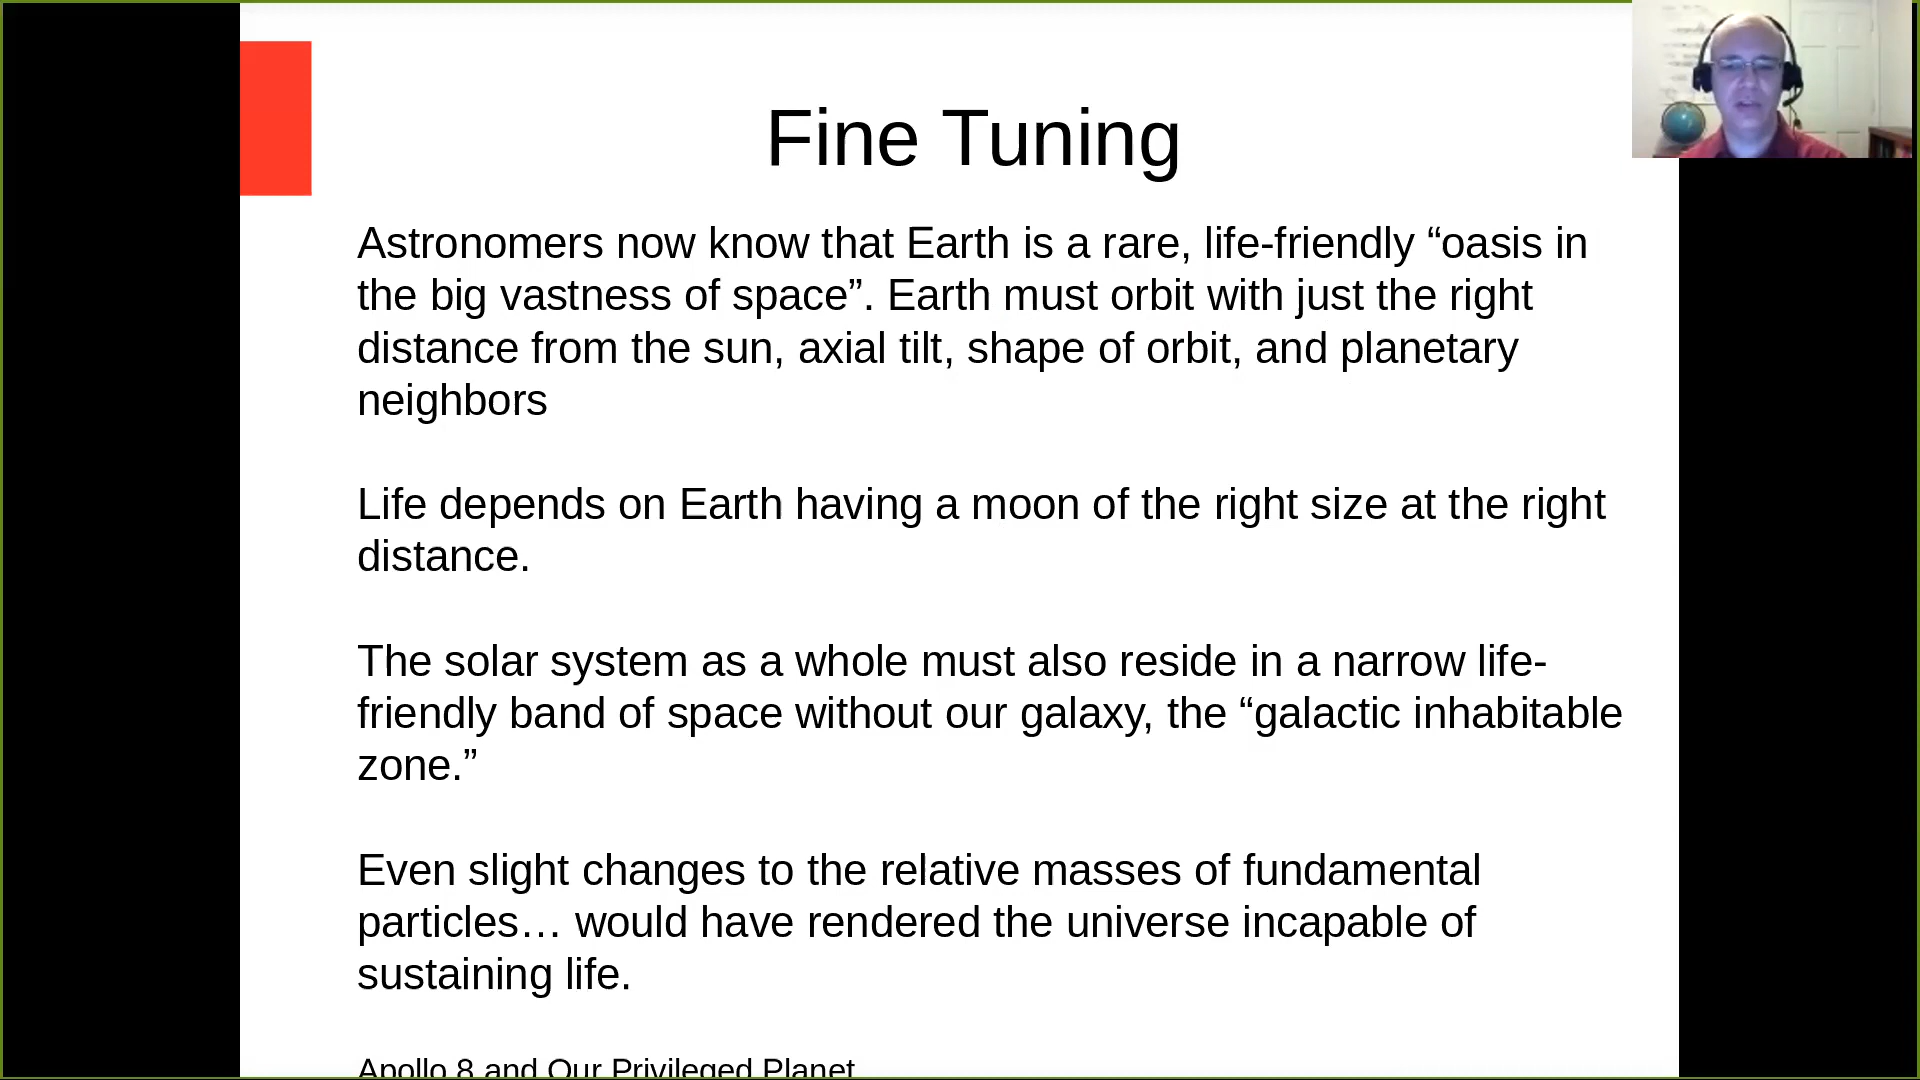 Fine Tuning
Astronomers now know that Earth is a rare, life-friendly “oasis in
the big vastness of space”. Earth must orbit with just the right
distance from the sun, axial tilt, shape of orbit, and planetary
neighbors
Life depends on Earth having a moon of the right size at the right
distance.
The solar system as a whole must also reside in a narrow life-
friendly band of space without our galaxy, the “galactic inhabitable
zone.”
Even slight changes to the relative masses of fundamental
particles… would have rendered the universe incapable of
sustaining life.
Apollo 8 and Our Privileged Planet